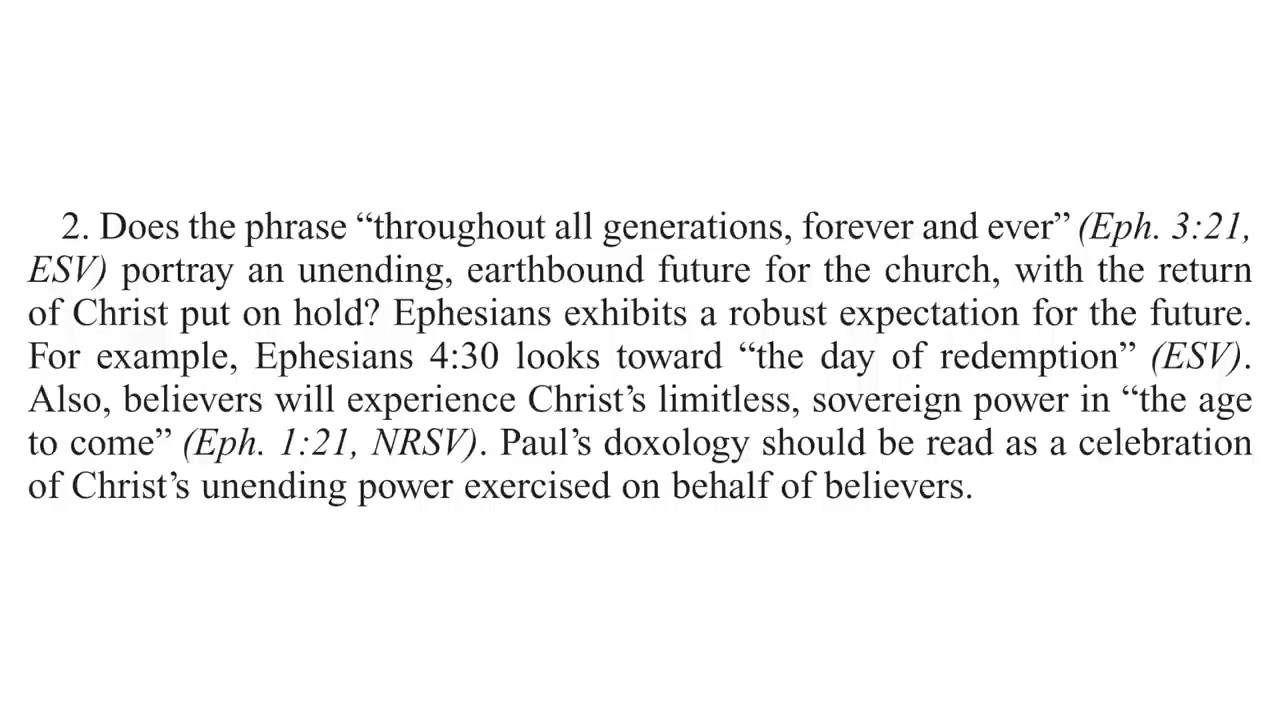 2. Does the phrase “throughout all generations, forever and ever” (Eph. 3:21,
ESV) portray an unending, earthbound future for the church, with the return
of Christ put on hold? Ephesians exhibits a robust expectation for the future.
For example, Ephesians 4:30 looks toward “the day of redemption” (ESV).
Also, believers will experience Christ’s limitless, sovereign power in “the age
to come” (Eph. 1:21, NRSV). Paul’s doxology should be read as a celebration
of Christ’s unending power exercised on behalf of believers.